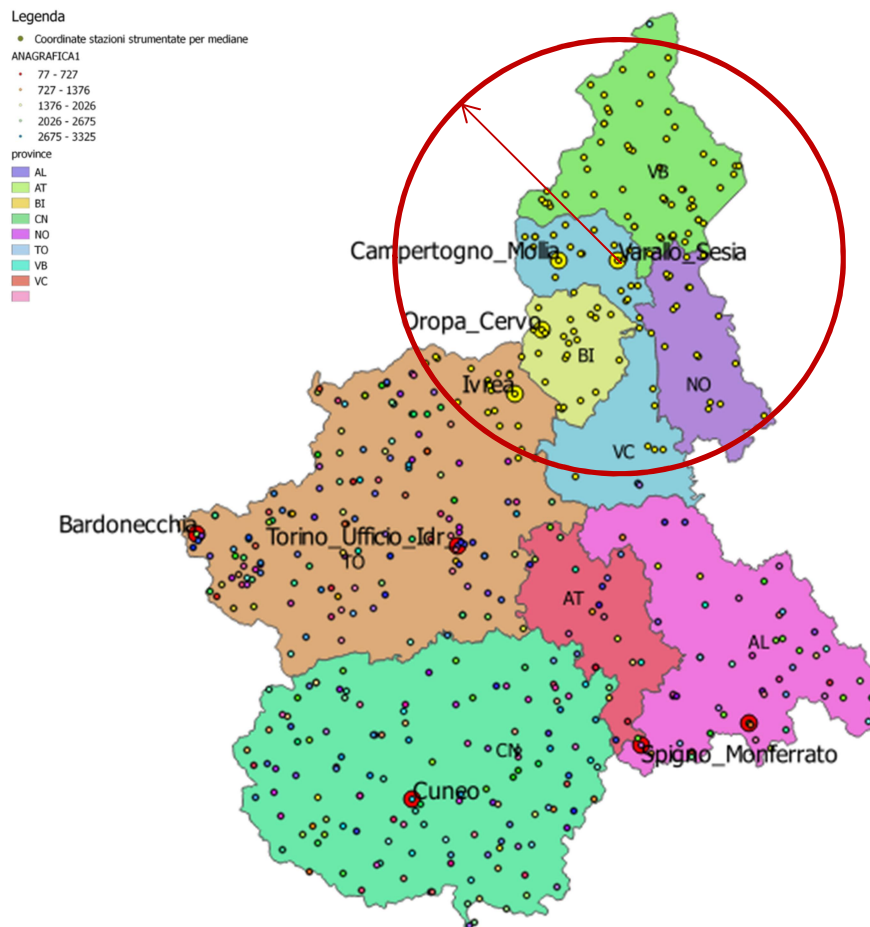 Legenda
Coordinate stazioni strumentate per mediane
ANAGRAFICA1
77 - 727
727 - 1376
1376 - 2026
2026 - 2675
2675 - 3325
province
AL
AT
BI
CN
NO
TO
VB
VC
VB
Campertogno_Mollia
Varallo_Sesia
Oropa_Cervo
BI
Ivrea
NO
VC
Bardonecchia
Torino_Ufficio_Idr_
TO
AT
AL
CN
Spigno_Monferrato
Cuneo